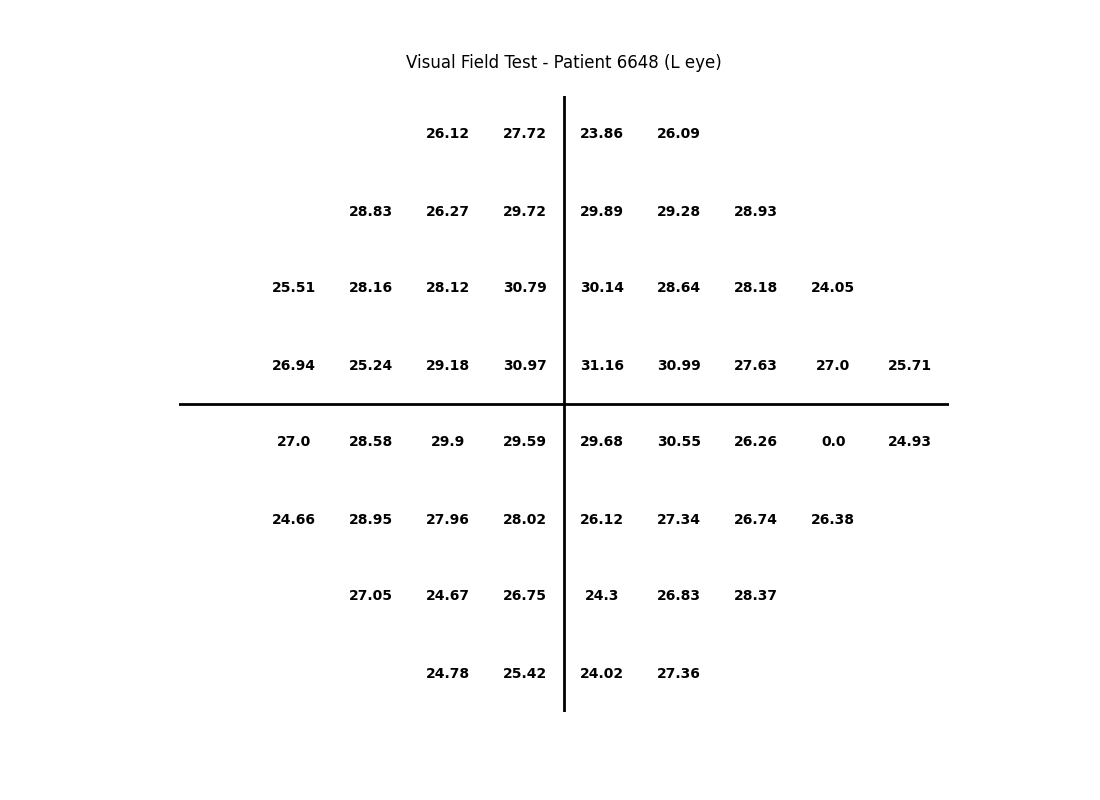 Visual Field Test - Patient 6648 (L eye)
26.12 27.72 23.86 26.09
28.83 26.27 29.72 29.89 29.28 28.93
25.51 28.16 28.12 30.79 30.14 28.64 28.18 24.05
26.94 25.24 29.18 30.97 31.16 30.99 27.63 27.0 25.71
27.0 28.58 29.9 29.59 29.68 30.55 26.26 0.0 24.93
24.66 28.95 27.96 28.02 26.12 27.34 26.74 26.38
27.05 24.67 26.75 24.3 26.83 28.37
24.78 25.42 24.02 27.36